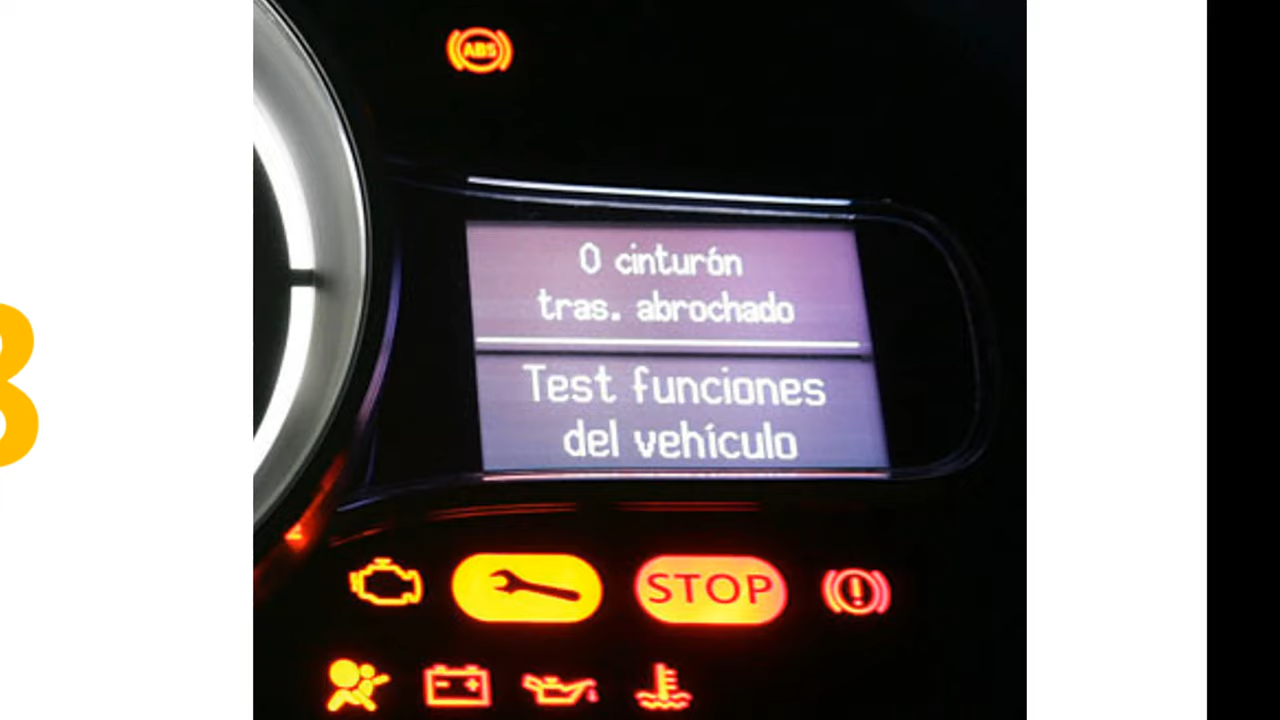 ABS
0 cinturón
tras. abrochado
Test funciones
del vehículo
STOP